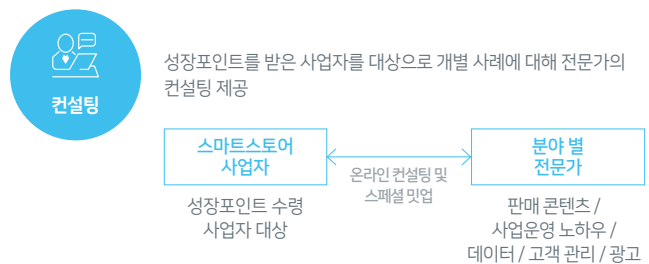 컨설팅
성장포인트를 받은 사업자를 대상으로 개별 사례에 대해 전문가의
컨설팅 제공
스마트스토어
사업자
온라인 컨설팅 및
스페셜 밋업
분야 별
전문가
성장포인트 수령
사업자 대상
판매 콘텐츠 /
사업운영 노하우 /
데이터 / 고객 관리 / 광고